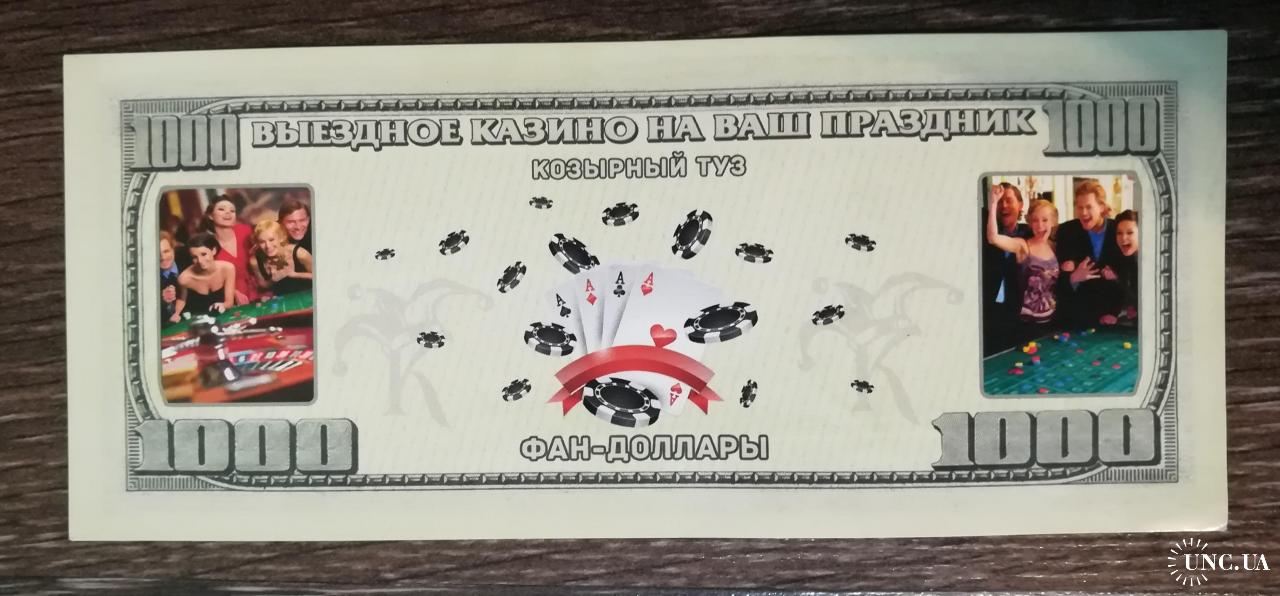 1000 ВЫЕЗДНОЕ КАЗИНО НА ВАШ ПРАЗДНИК 1000
КОЗЫРНЫЙ ТУЗ
A A A A
K K
A
ФАН-ДОЛЛАРЫ
1000 1000
UNC.UA